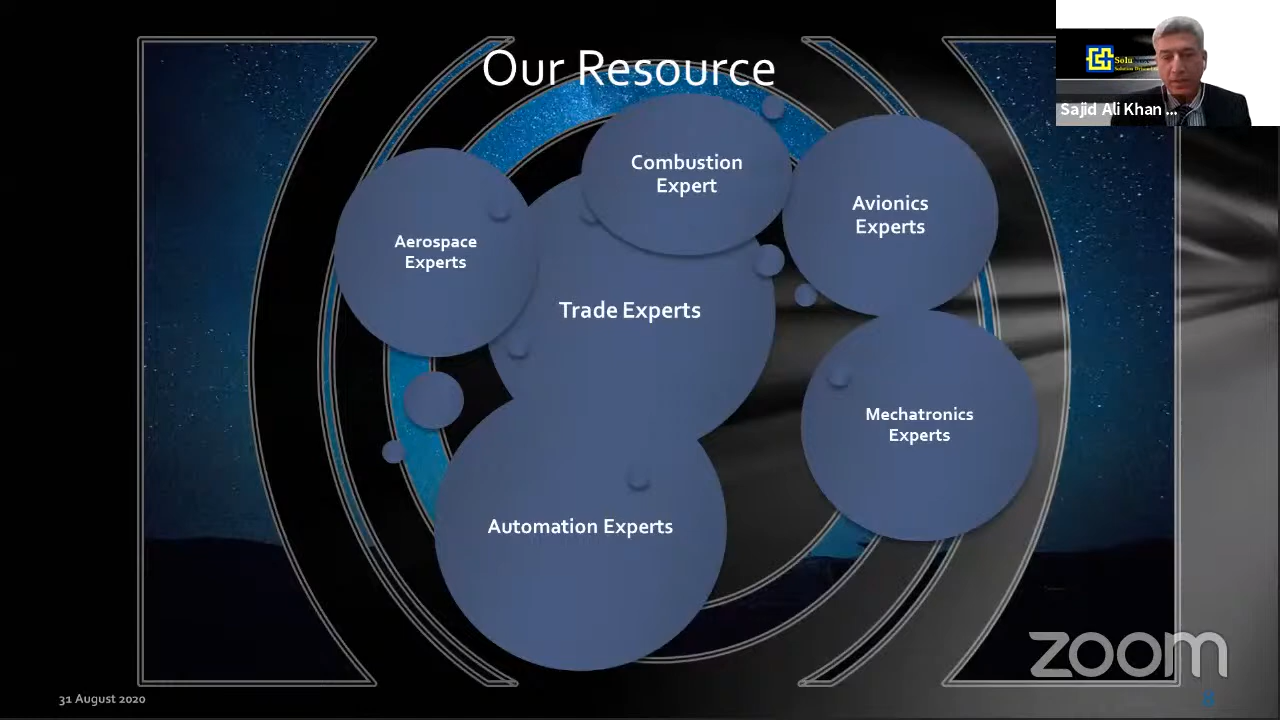 Our Resource
Solu
Sajid Ali Khan ...
Combustion
Expert
Avionics
Experts
Aerospace
Experts
Trade Experts
Mechatronics
Experts
Automation Experts
zoom
31 August 2020